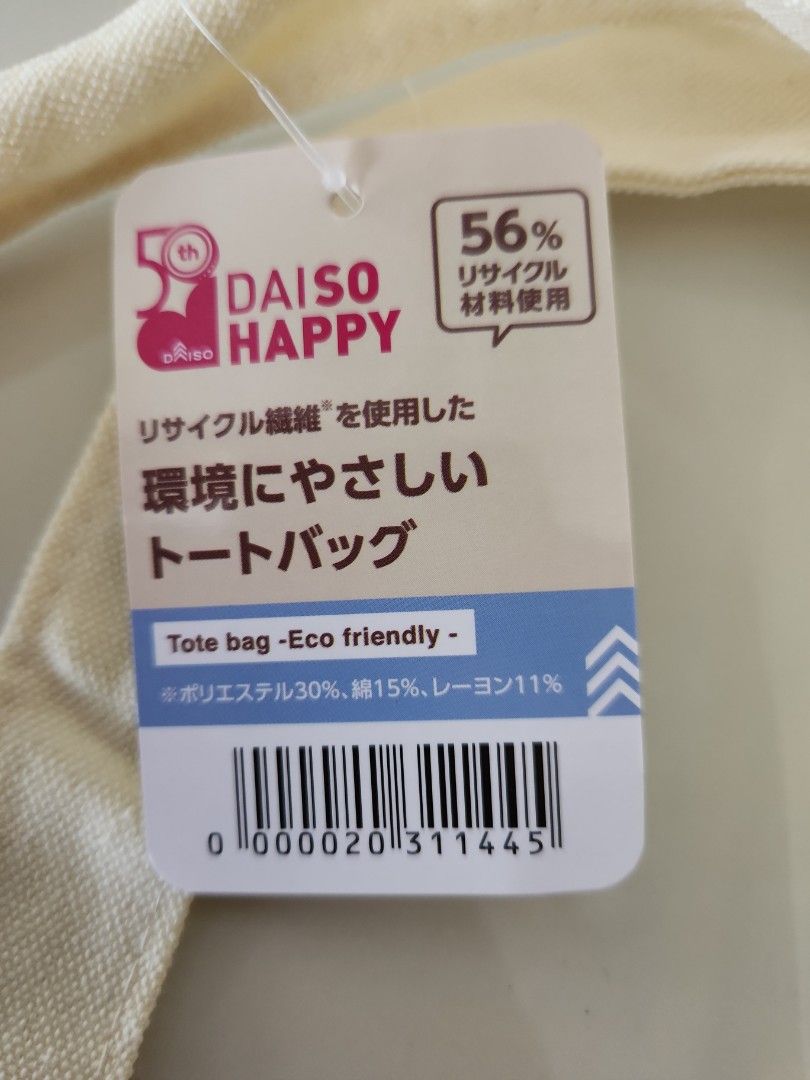 50th
DAISO
DAISO
HAPPY
56%
リサイクル
材料使用
リサイクル繊維※を使用した
環境にやさしい
トートバッグ
Tote bag -Eco friendly -
※ポリエステル30%、綿15%、レーヨン11%
0 000020 311445